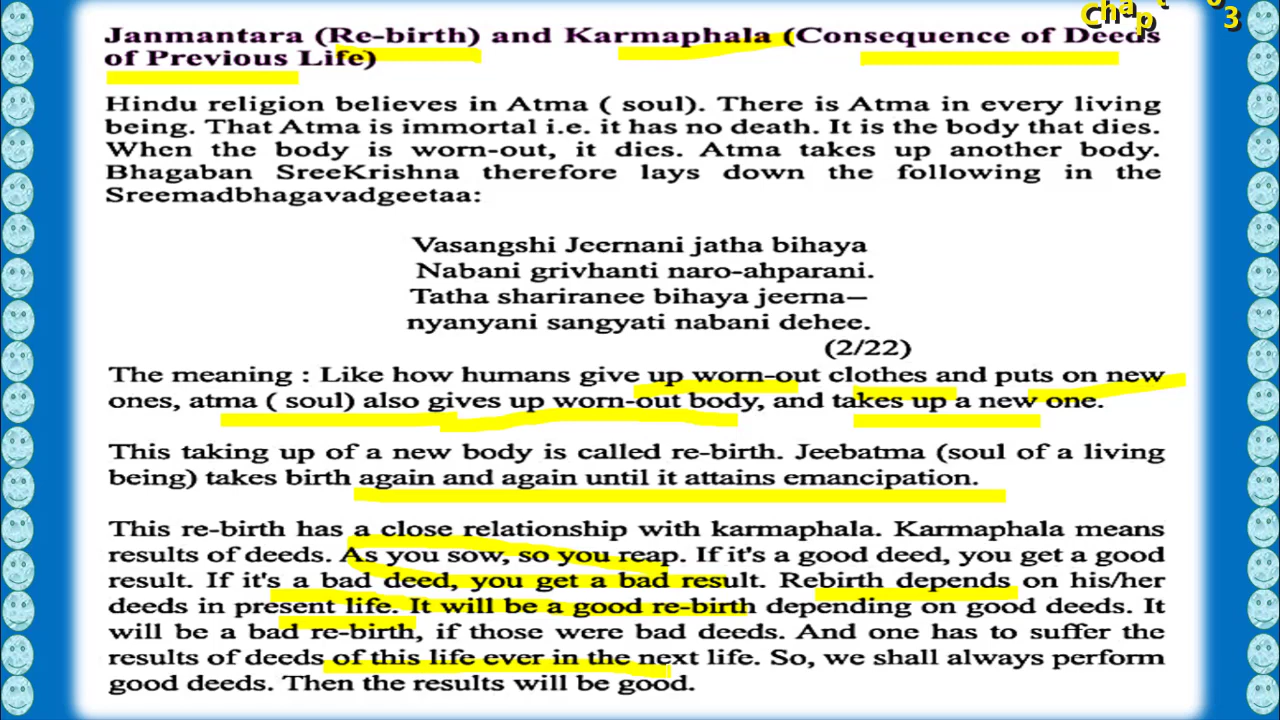 Chapter 03
Janmantara (Re-birth) and Karmaphala (Consequence of Deeds
of Previous Life)
Hindu religion believes in Atma ( soul). There is Atma in every living
being. That Atma is immortal i.e. it has no death. It is the body that dies.
When the body is worn-out, it dies. Atma takes up another body.
Bhagaban SreeKrishna therefore lays down the following in the
Sreemadbhagavadgeetaa:
Vasangshi Jeernani jatha bihaya
Nabani grivhanti naro-ahparani.
Tatha shariranee bihaya jeerna–
nyanyani sangyati nabani dehee.
(2/22)
The meaning : Like how humans give up worn-out clothes and puts on new
ones, atma ( soul) also gives up worn-out body, and takes up a new one.
This taking up of a new body is called re-birth. Jeebatma (soul of a living
being) takes birth again and again until it attains emancipation.
This re-birth has a close relationship with karmaphala. Karmaphala means
results of deeds. As you sow, so you reap. If it's a good deed, you get a good
result. If it's a bad deed, you get a bad result. Rebirth depends on his/her
deeds in present life. It will be a good re-birth depending on good deeds. It
will be a bad re-birth, if those were bad deeds. And one has to suffer the
results of deeds of this life ever in the next life. So, we shall always perform
good deeds. Then the results will be good.